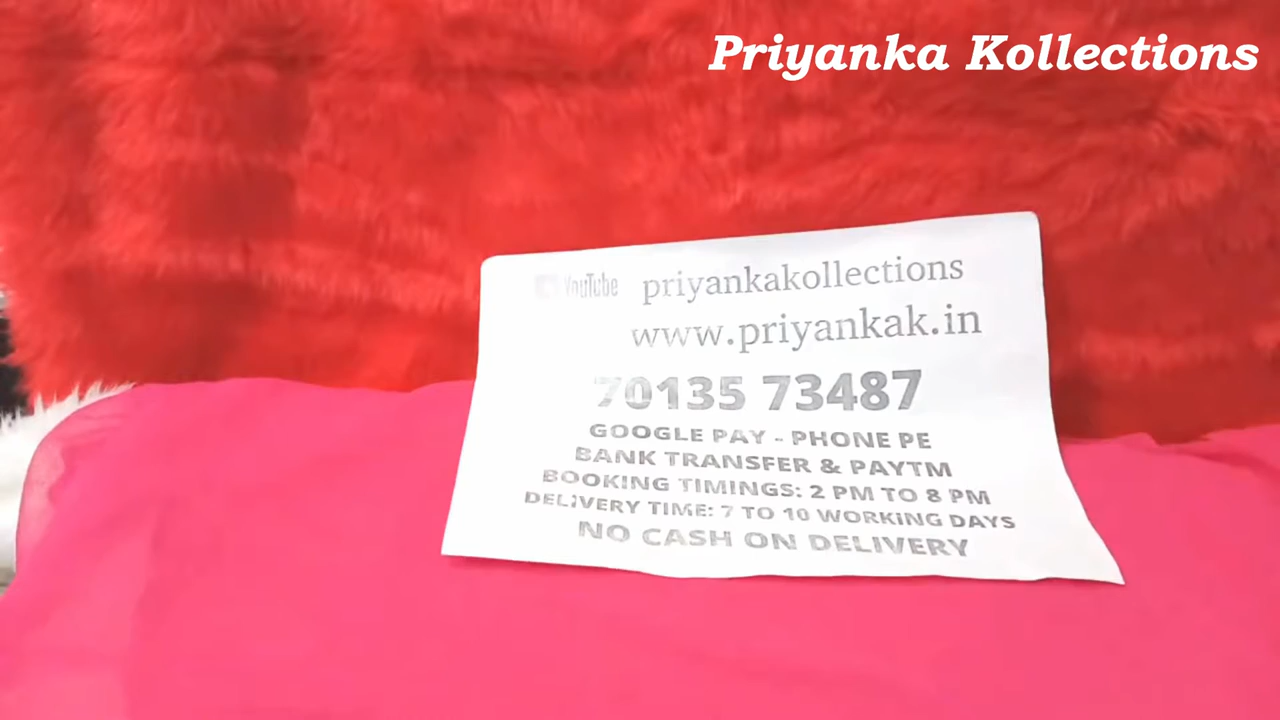 Priyanka Kollections
YouTube priyankakollections
www.priyankak.in
70135 73487
GOOGLE PAY - PHONE PE
BANK TRANSFER & PAYTM
BOOKING TIMINGS: 2 PM TO 8 PM
DELIVERY TIME: 7 TO 10 WORKING DAYS
NO CASH ON DELIVERY